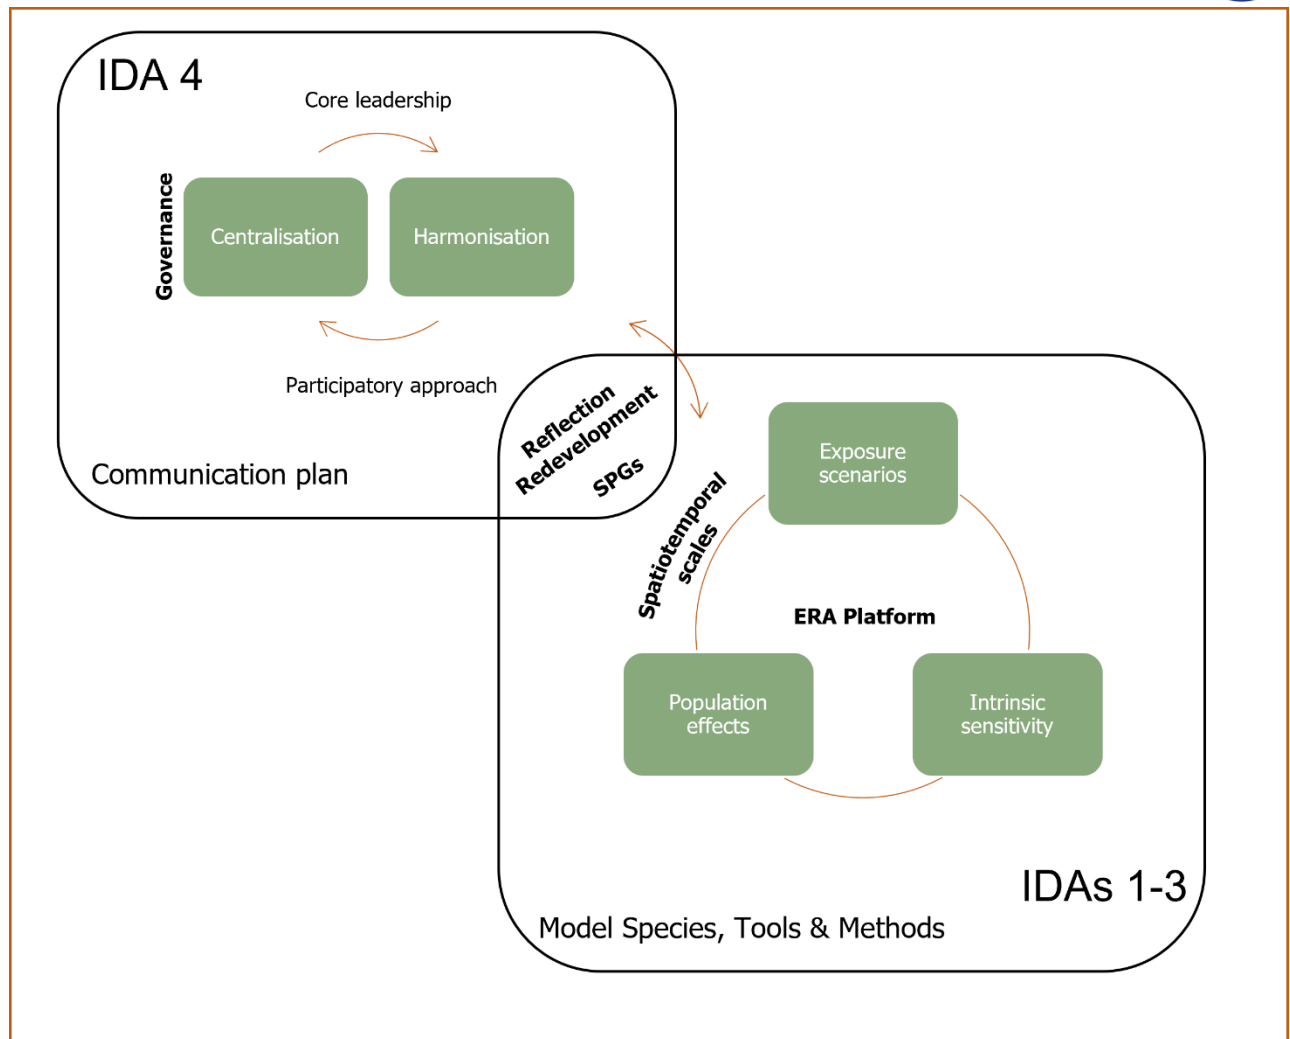 IDA 4
Core leadership
Governance
Centralisation
Harmonisation
Participatory approach
Communication plan
Reflection
Redevelopment
SPGs
Spatiotemporal
scales
Exposure
scenarios
ERA Platform
Population
effects
Intrinsic
sensitivity
IDAs 1-3
Model Species, Tools & Methods